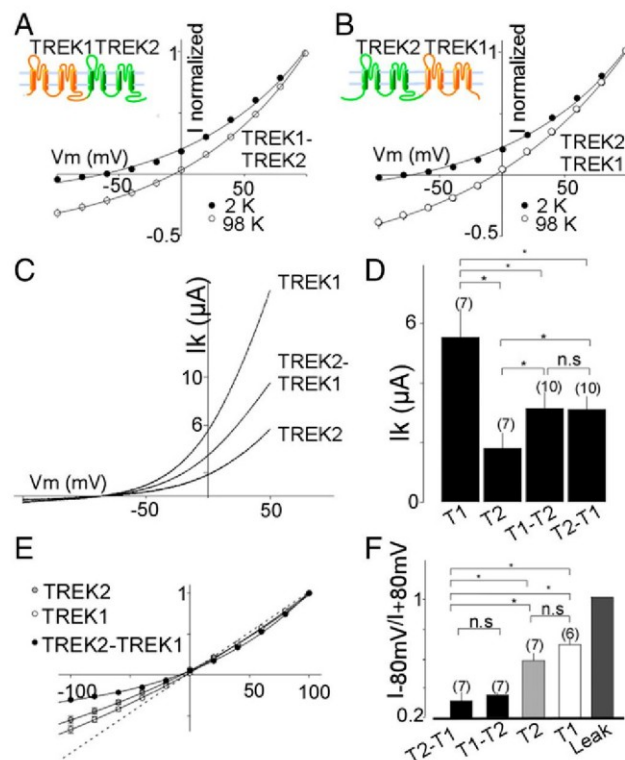 A
TREK1 TREK2
1
I normalized
Vm (mV)
-50
50
TREK1-
TREK2
2 K
98 K
-0.5
B
TREK2 TREK1
1
I normalized
Vm (mV)
-50
50
TREK2
TREK1
2 K
98 K
-0.5
C
Ik (µA)
TREK1
10
TREK2-
TREK1
6
TREK2
Vm (mV)
-50
50
D
*
*
*
(7)
6
*
n.s
*
(10)
(10)
(7)
Ik (µA)
0
T1
T2
T1-T2
T2-T1
E
TREK2
TREK1
TREK2-TREK1
1
-100
-50
50
100
F
I-80mV/I+80mV
1
*
*
*
*
n.s
n.s
(6)
(7)
(7)
(7)
0.2
T2-T1
T1-T2
T2
T1
Leak